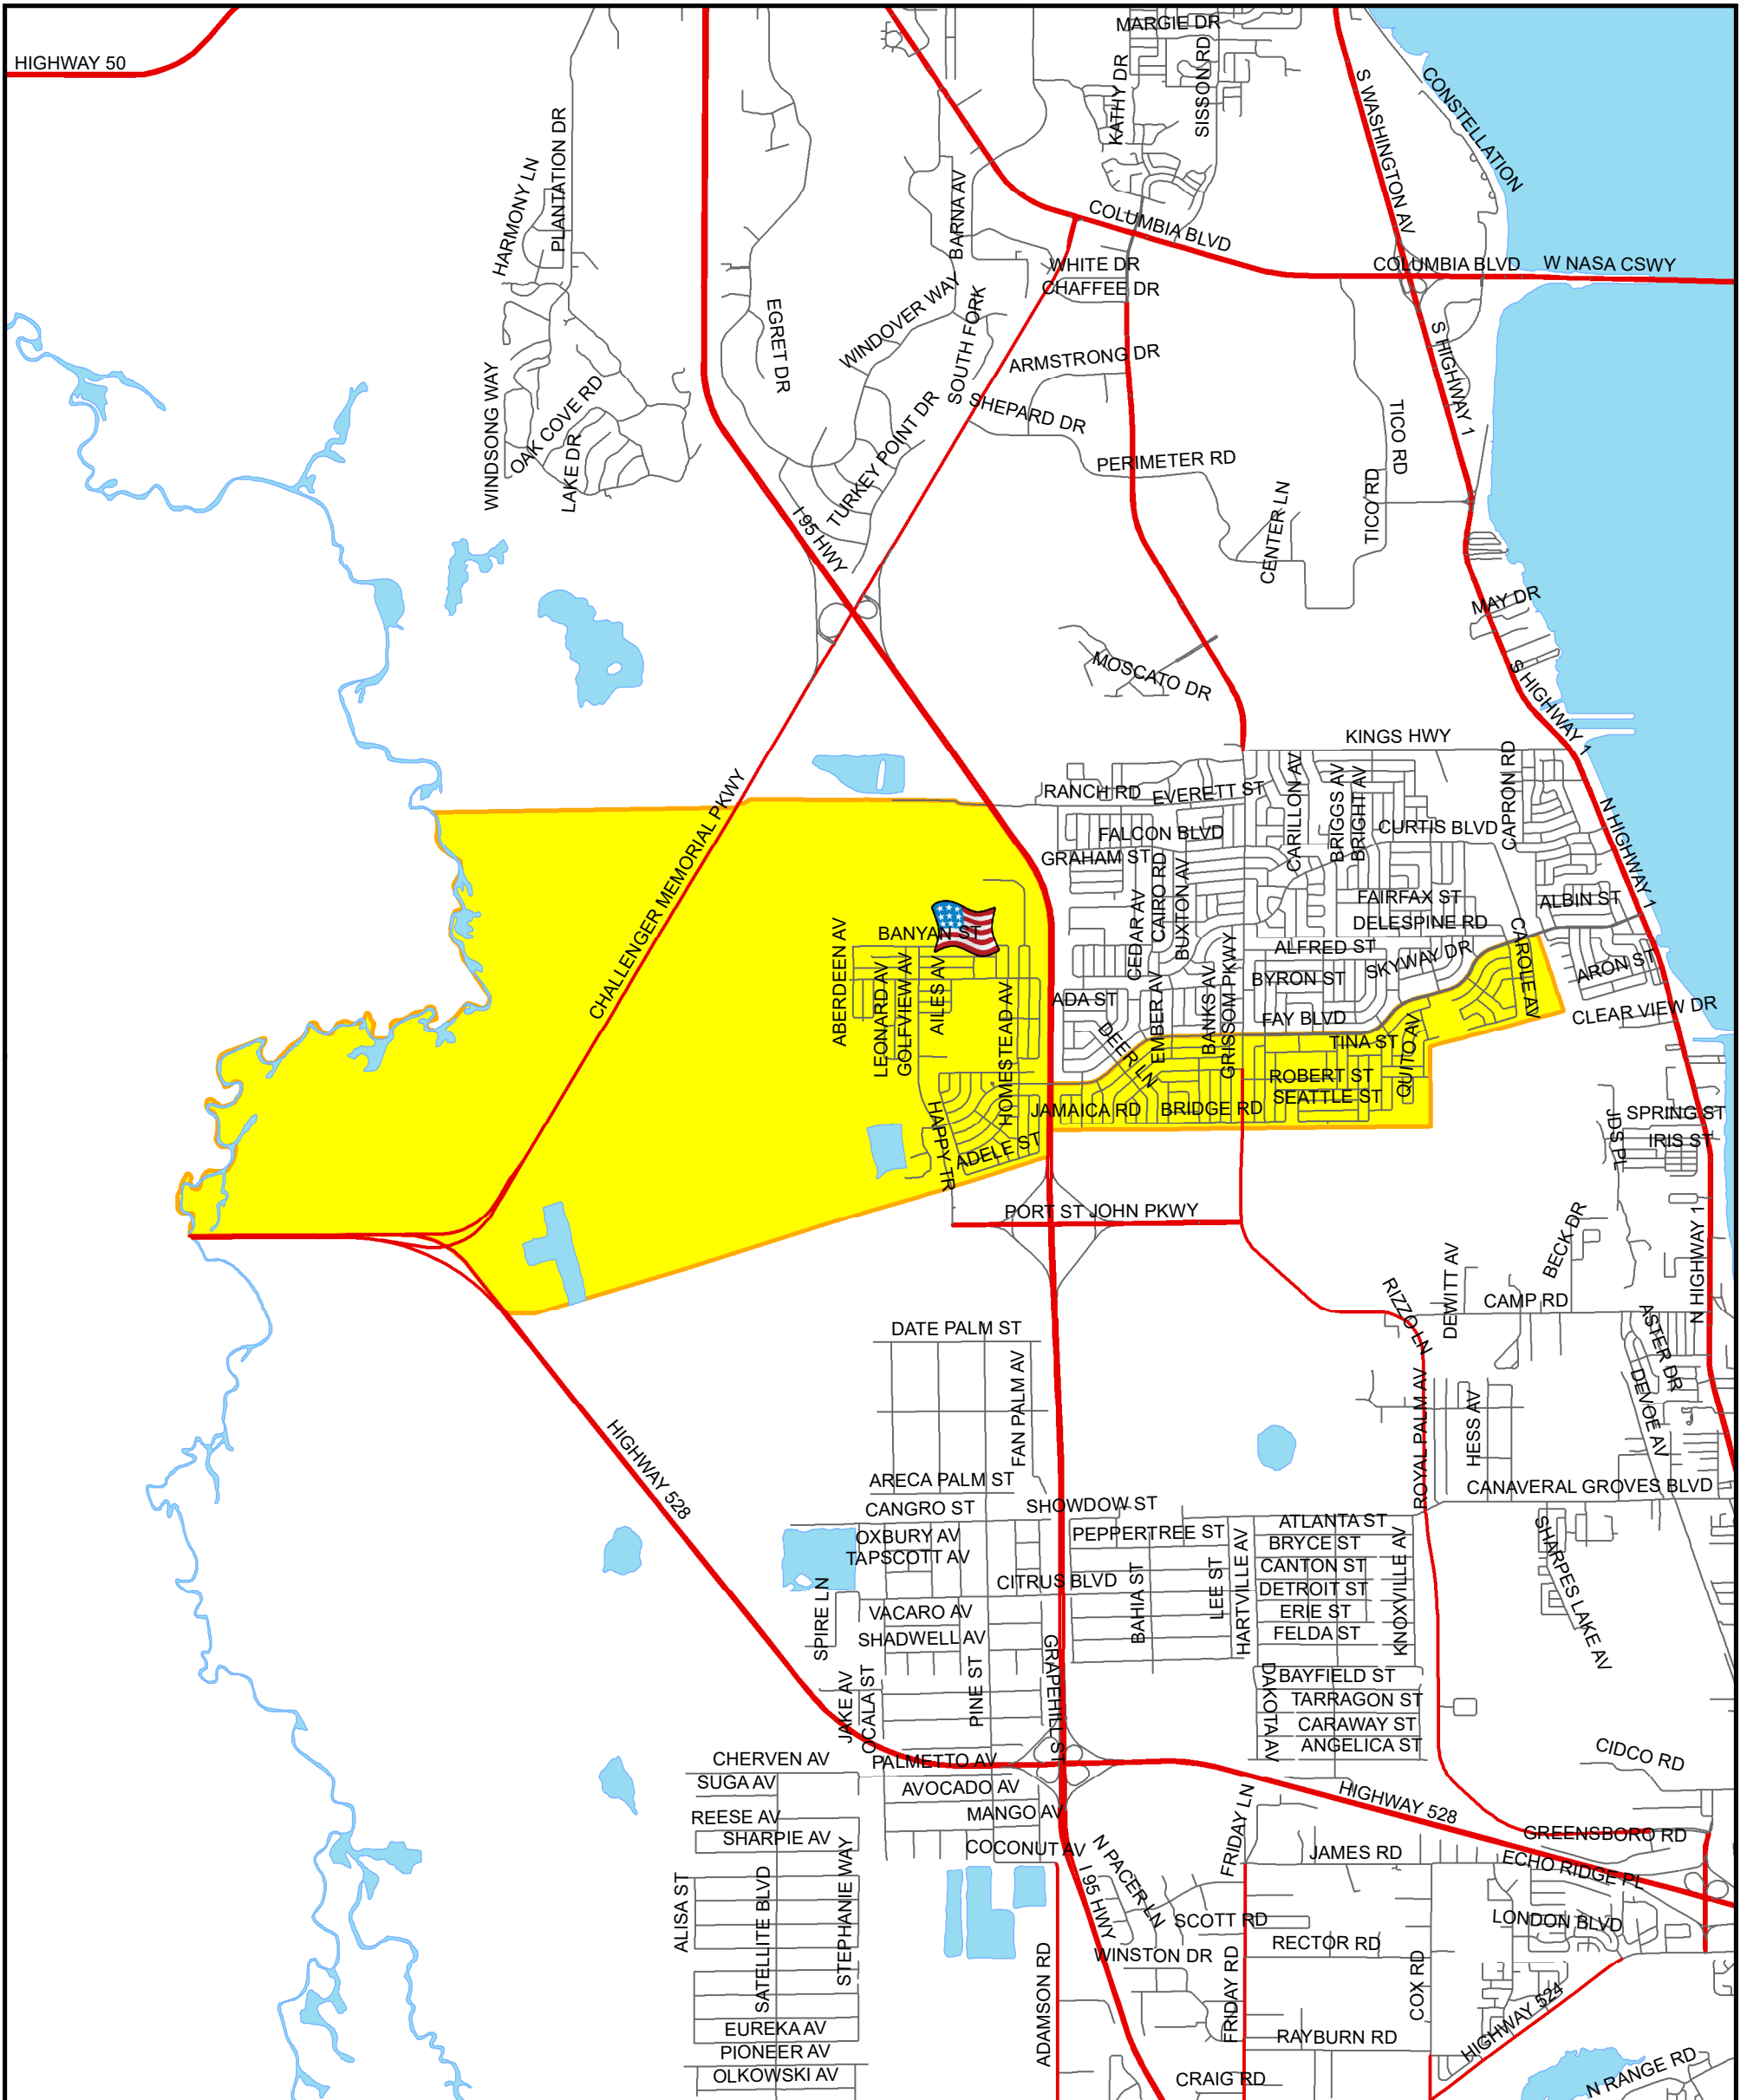 HIGHWAY 50
MARGIE DR
KATHY DR
SISSON RD
S WASHINGTON AV
CONSTELLATION
PLANTATION DR
HARMONY LN
BARNA AV
COLUMBIA BLVD
WHITE DR
CHAFFEE DR
COLUMBIA BLVD
W NASA CSWY
EGRET DR
WINDOVER WAY
SOUTH FORK
ARMSTRONG DR
S HIGHWAY 1
WINDSONG WAY
OAK COVE RD
LAKE DR
TURKEY POINT DR
SHEPARD DR
PERIMETER RD
TICO RD
TICO RD
CENTER LN
I 95 HWY
MAY DR
MOSCATO DR
S HIGHWAY 1
KINGS HWY
CHALLENGER MEMORIAL PKWY
RANCH RD
EVERETT ST
CARILLON AV
BRIGGS AV
BRIGHT AV
CAPRON RD
N HIGHWAY 1
FALCON BLVD
CURTIS BLVD
GRAHAM ST
CAIRO RD
BUXTON AV
CEDAR AV
FAIRFAX ST
ALBIN ST
DELESPINE RD
CAROLE AV
BANYAN ST
ABERDEEN AV
LEONARD AV
GOLFVIEW AV
AILES AV
HOMESTEAD AV
ALFRED ST
SKYWAY DR
ARON ST
BYRON ST
ADA ST
EMBER AV
BANKS AV
GRISSOM PKWY
FAY BLVD
CLEAR VIEW DR
DEER LN
TINA ST
QUITO AV
ROBERT ST
SEATTLE ST
JAMAICA RD
BRIDGE RD
HAPPY TR
ADELE ST
SPRING ST
JDS PL
IRIS ST
PORT ST JOHN PKWY
BECK DR
N HIGHWAY 1
DEWITT AV
RIZZO LN
CAMP RD
ASTER DR
DATE PALM ST
FAN PALM AV
ROYAL PALM AV
HESS AV
DEVOE AV
HIGHWAY 528
ARECA PALM ST
CANAVERAL GROVES BLVD
CANGRO ST
SHOWDOW ST
ATLANTA ST
OXBURY AV
PEPPERTREE ST
BRYCE ST
TAPSCOTT AV
CANTON ST
CITRUS BLVD
DETROIT ST
SPIRE LN
BAHIA ST
LEE ST
HARTVILLE AV
KNOXVILLE AV
SHARPES LAKE AV
VACARO AV
ERIE ST
SHADWELL AV
FELDA ST
GRAPEHILL ST
JAKE AV
OCALA ST
PINE ST
DAKOTA AV
BAYFIELD ST
TARRAGON ST
CARAWAY ST
ANGELICA ST
CIDCO RD
CHERVEN AV
PALMETTO AV
SUGA AV
AVOCADO AV
HIGHWAY 528
REESE AV
MANGO AV
SHARPIE AV
GREENSBORO RD
COCONUT AV
FRIDAY LN
JAMES RD
ECHO RIDGE PL
ALISA ST
SATELLITE BLVD
STEPHANIE WAY
N PACER LN
I 95 HWY
SCOTT RD
LONDON BLVD
RECTOR RD
WINSTON DR
ADAMSON RD
FRIDAY RD
COX RD
HIGHWAY 524
EUREKA AV
RAYBURN RD
PIONEER AV
OLKOWSKI AV
CRAIG RD
N RANGE RD